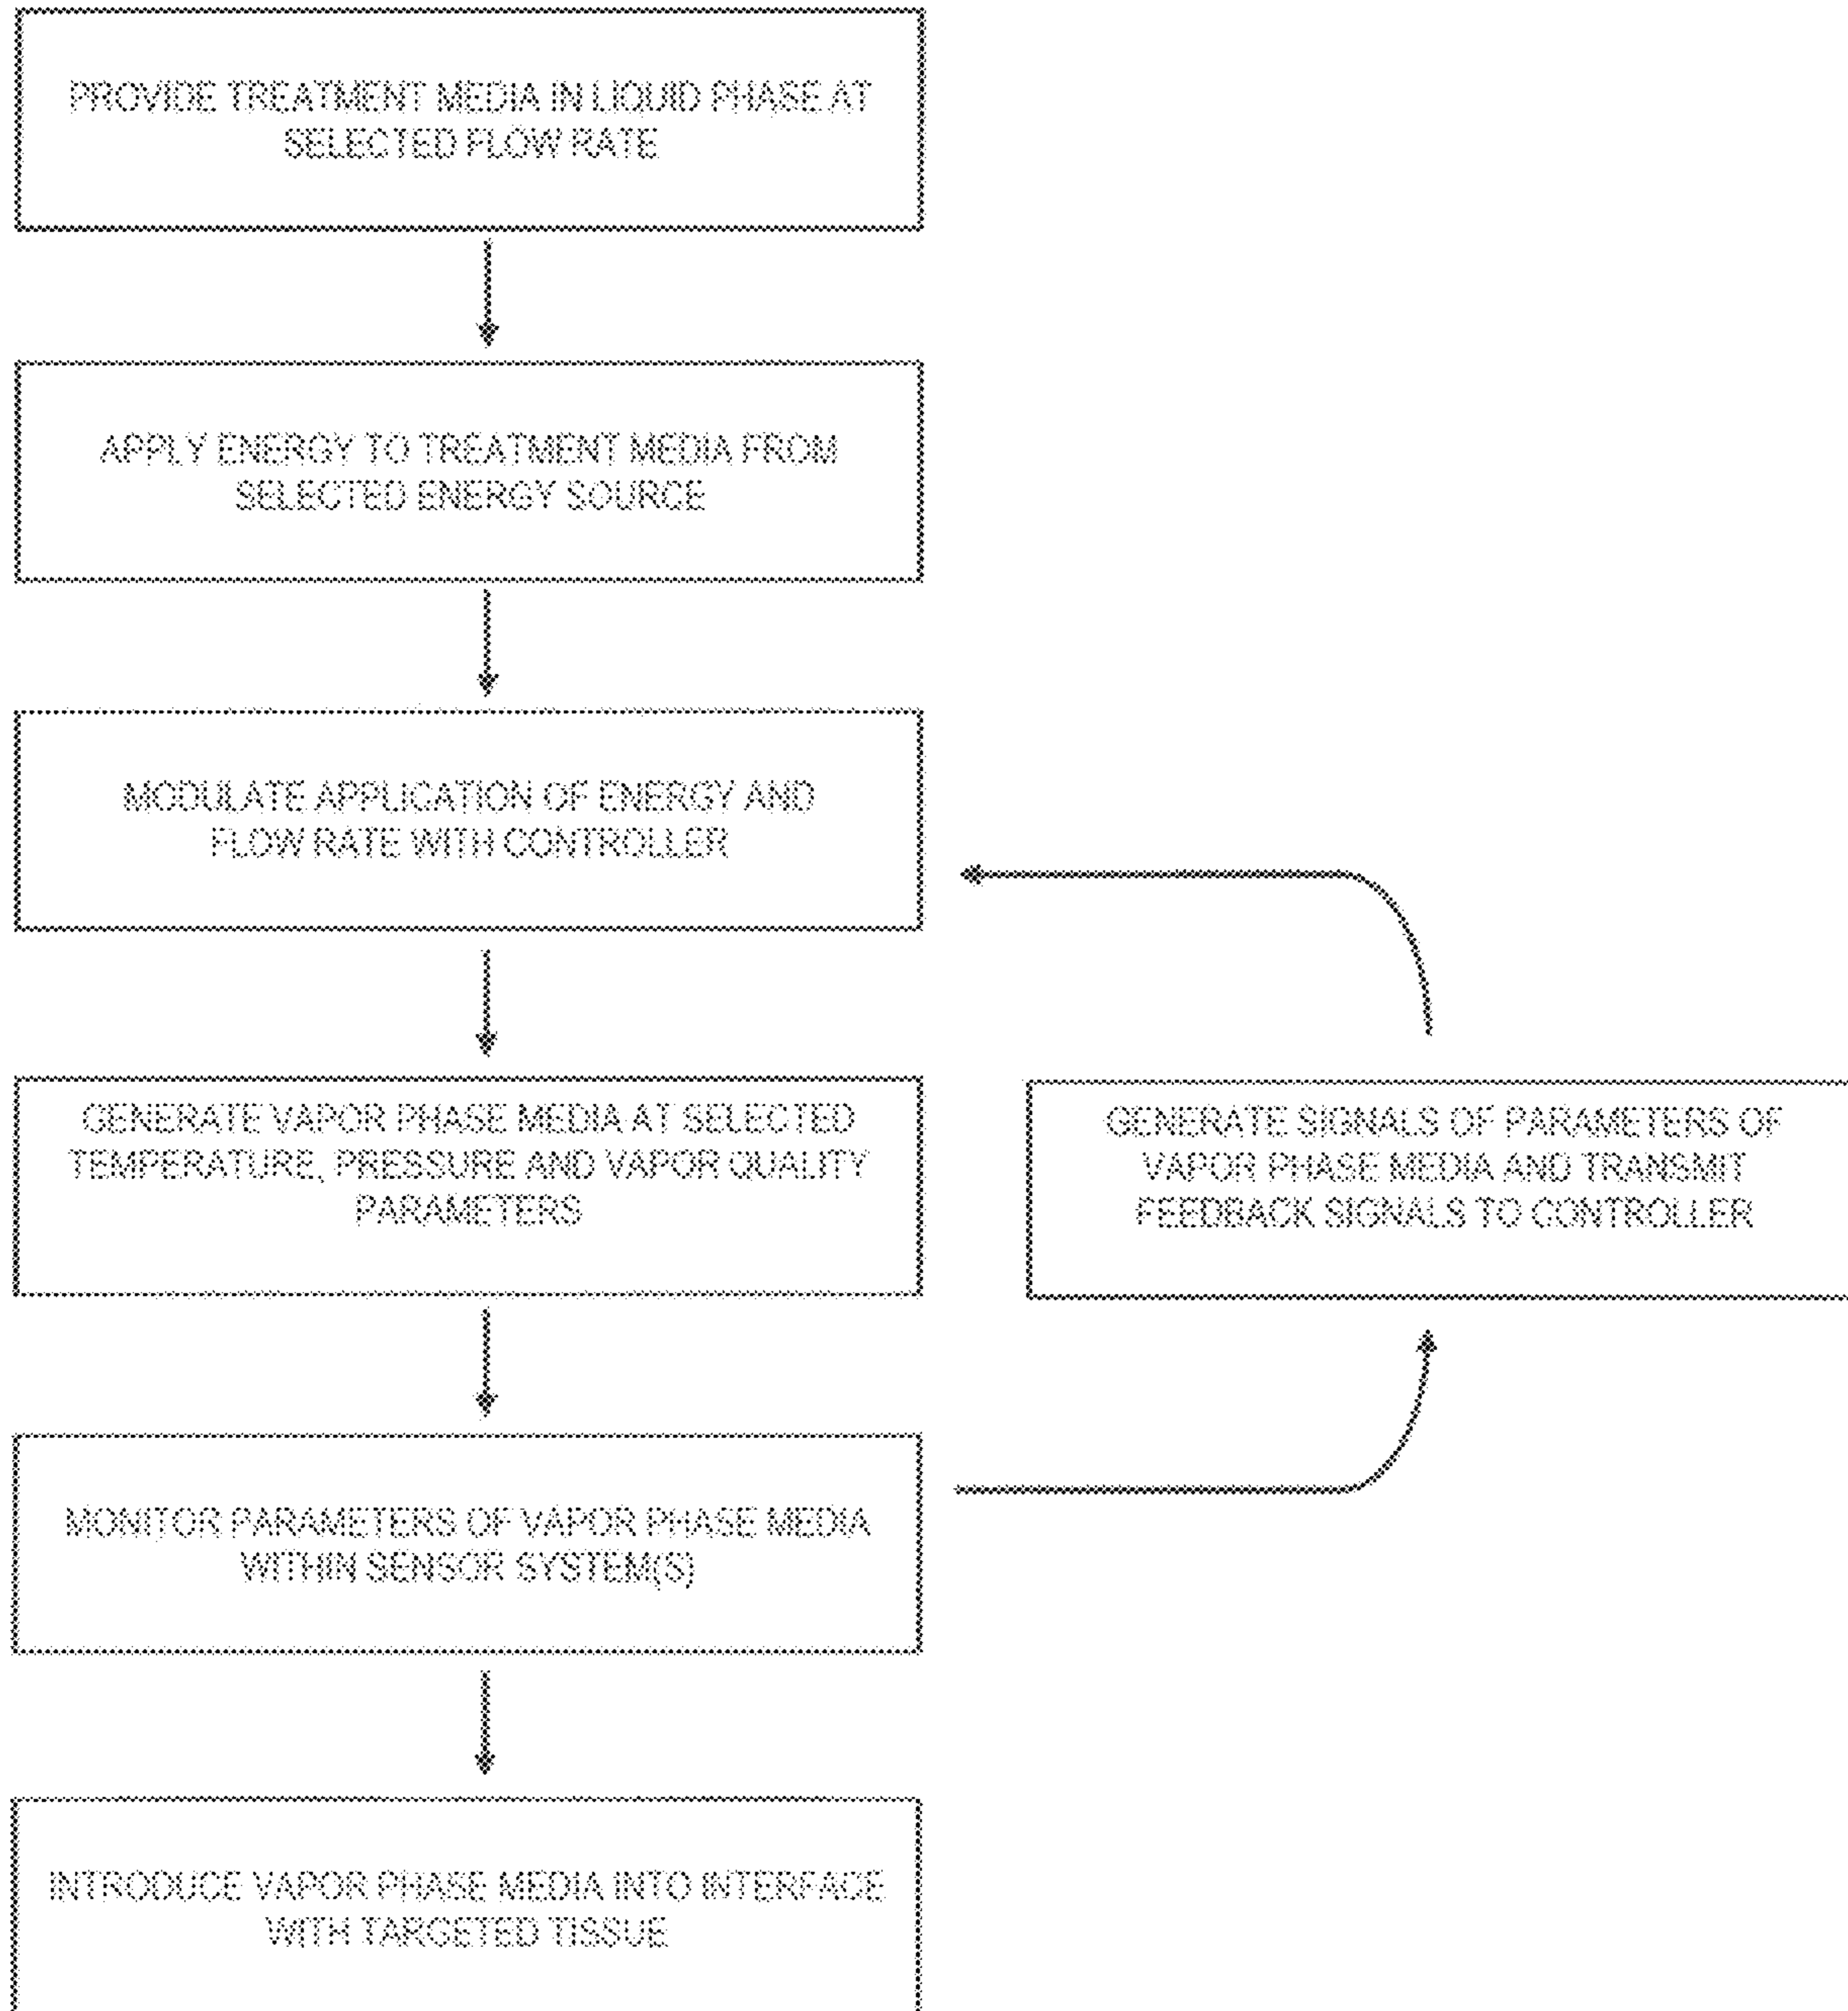 PROVIDE TREATMENT MEDIA IN LIQUID PHASE AT
SELECTED FLOW RATE
APPLY ENERGY TO TREATMENT MEDIA FROM
SELECTED ENERGY SOURCE
MODULATE APPLICATION OF ENERGY AND
FLOW RATE WITH CONTROLLER
GENERATE VAPOR PHASE MEDIA AT SELECTED
TEMPERATURE, PRESSURE AND VAPOR QUALITY
PARAMETERS
GENERATE SIGNALS OF PARAMETERS OF
VAPOR PHASE MEDIA AND TRANSMIT
FEEDBACK SIGNALS TO CONTROLLER
MONITOR PARAMETERS OF VAPOR PHASE MEDIA
WITHIN SENSOR SYSTEM(S)
INTRODUCE VAPOR PHASE MEDIA INTO INTERFACE
WITH TARGETED TISSUE